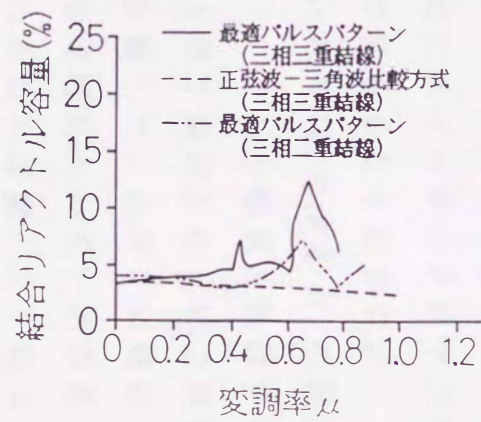 結合リアクトル容量(%)
25
20
15
10
5
0
最適パルスパターン
(三相三重結線)
正弦波－三角波比較方式
(三相三重結線)
最適パルスパターン
(三相二重結線)
0 0.2 0.4 0.6 0.8 1.0 1.2
変調率μ